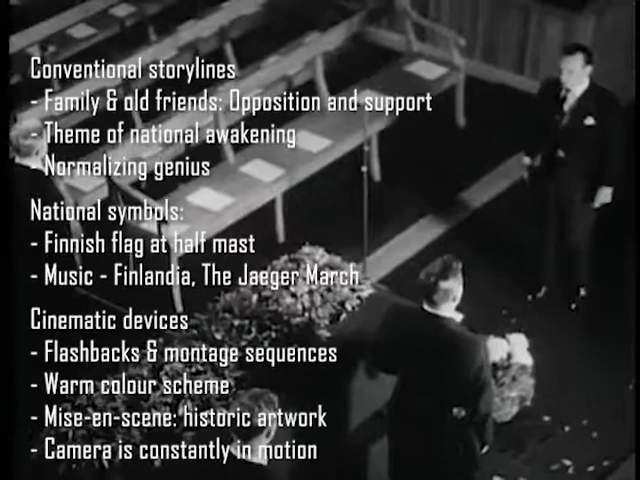 Conventional storylines
- Family & old friends: Opposition and support
- Theme of national awakening
- Normalizing genius
National symbols:
- Finnish flag at half mast
- Music - Finlandia, The Jaeger March
Cinematic devices
- Flashbacks & montage sequences
- Warm colour scheme
- Mise-en-scene: historic artwork
- Camera is constantly in motion